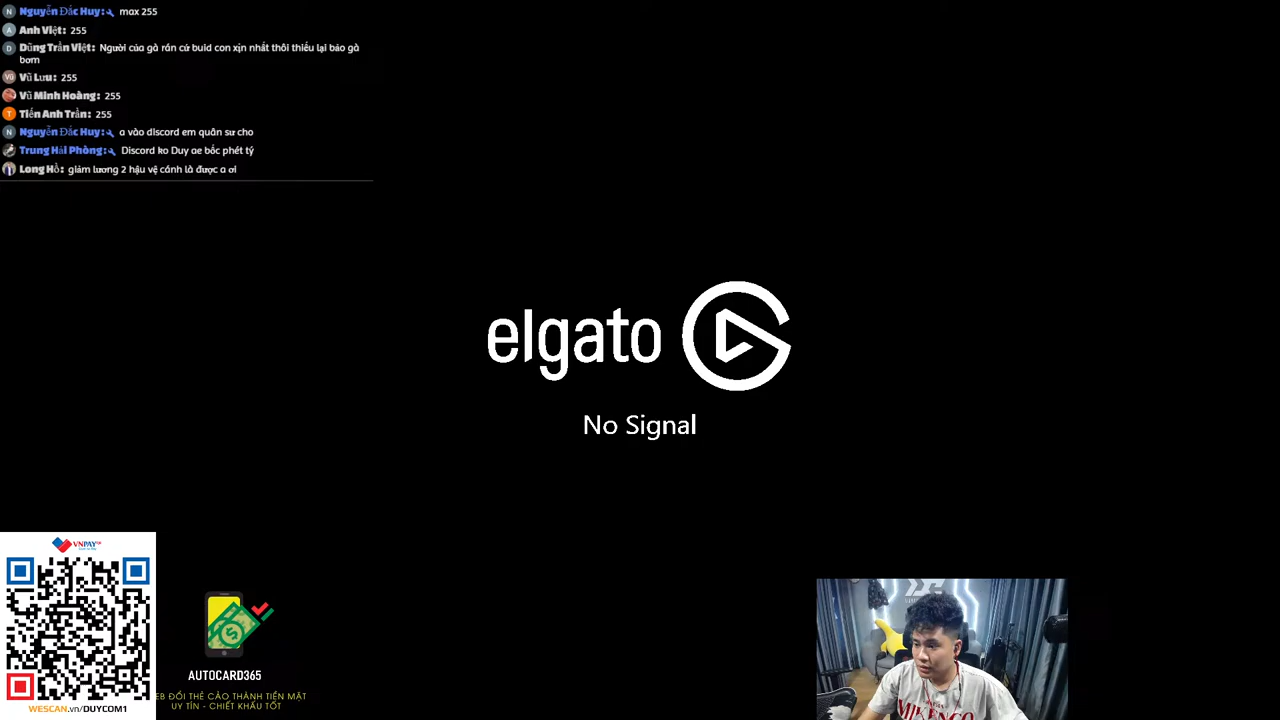 Nguyễn Đắc Huy: max 255
Anh Việt: 255
Dũng Trần Việt: Người của gà rán cứ buid con xịn nhất thôi thiếu lại bảo gà
bơm
Vũ Lưu: 255
Vũ Minh Hoàng: 255
Tiến Anh Trần: 255
Nguyễn Đắc Huy: a vào discord em quân sư cho
Trung Hải Phòng: Discord ko Duy ae bốc phét tý
Long Hồ: giảm lương 2 hậu vệ cánh là được a ơi
elgato
No Signal
VNPAY
AUTOCARD365
EB ĐỔI THẺ CÀO THÀNH TIỀN MẶT
UY TÍN - CHIẾT KHẤU TỐT
WESCAN.vn/DUYCOM1